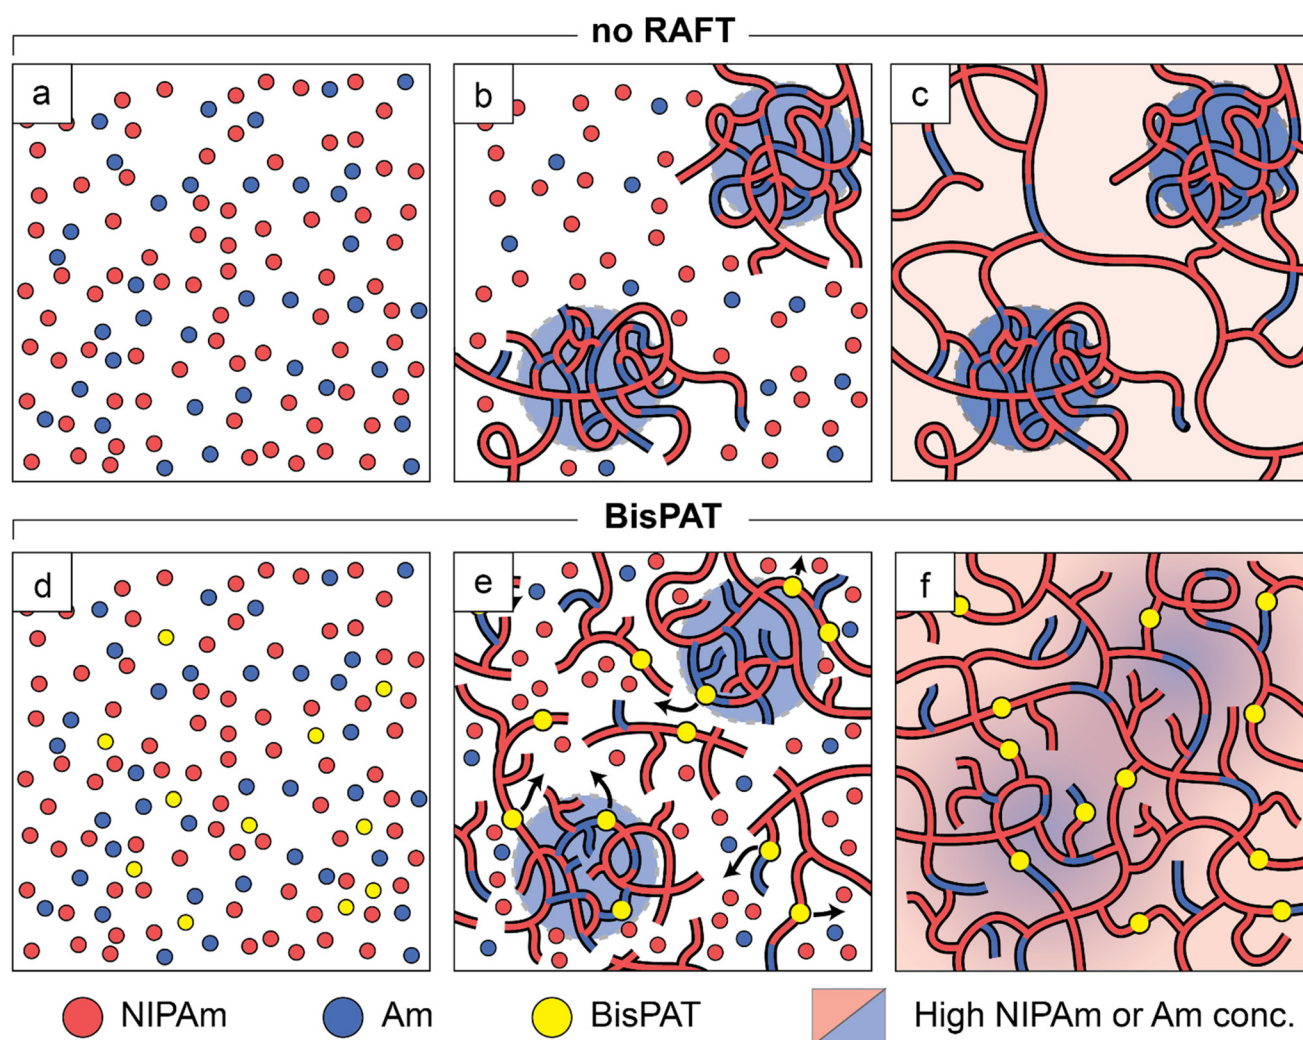 no RAFT
a
b
c
BisPAT
d
e
f
NIPAm
Am
BisPAT
High NIPAm or Am conc.